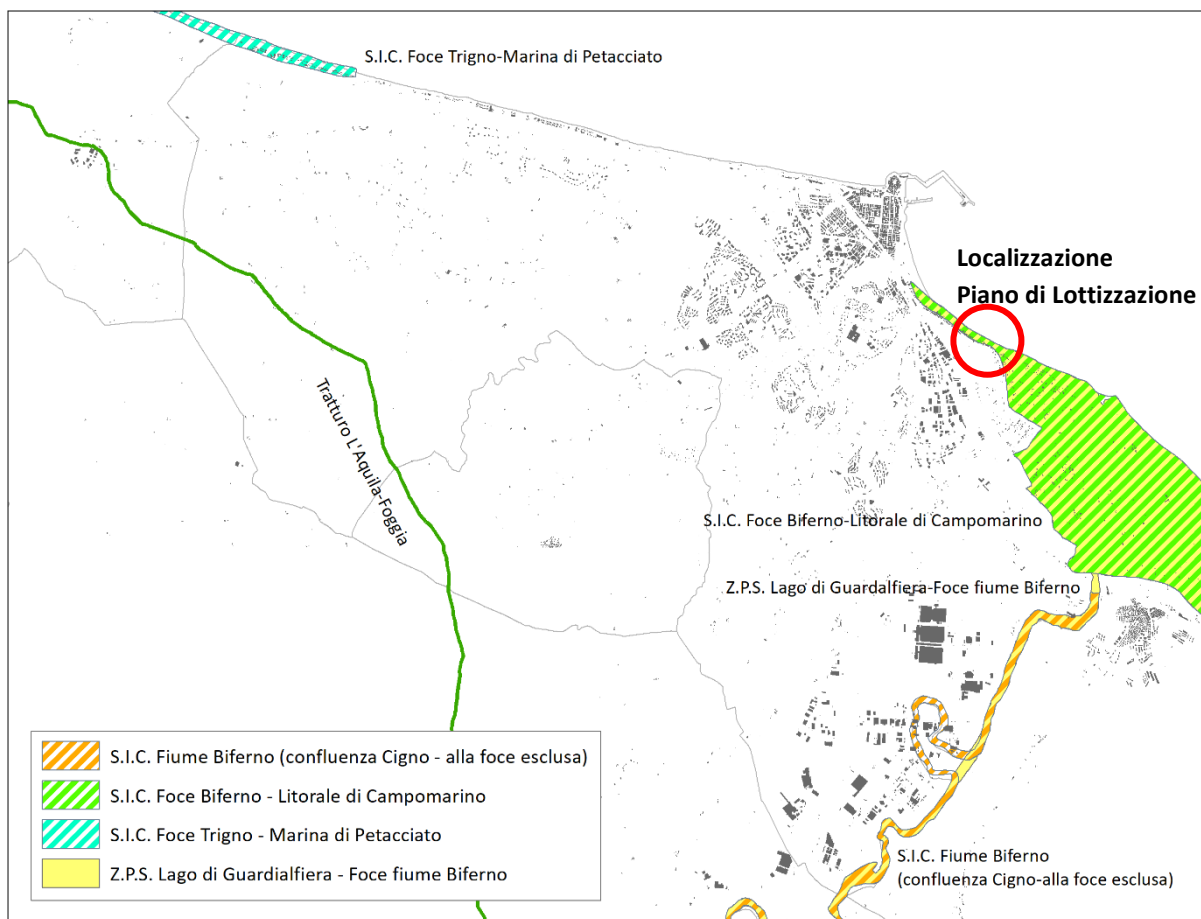 S.I.C. Foce Trigno-Marina di Petacciato
Localizzazione
Piano di Lottizzazione
Tratturo L'Aquila-Foggia
S.I.C. Foce Biferno-Litorale di Campomarino
Z.P.S. Lago di Guardalfiera-Foce fiume Biferno
S.I.C. Fiume Biferno
(confluenza Cigno-alla foce esclusa)
S.I.C. Fiume Biferno (confluenza Cigno - alla foce esclusa)
S.I.C. Foce Biferno - Litorale di Campomarino
S.I.C. Foce Trigno - Marina di Petacciato
Z.P.S. Lago di Guardialfiera - Foce fiume Biferno